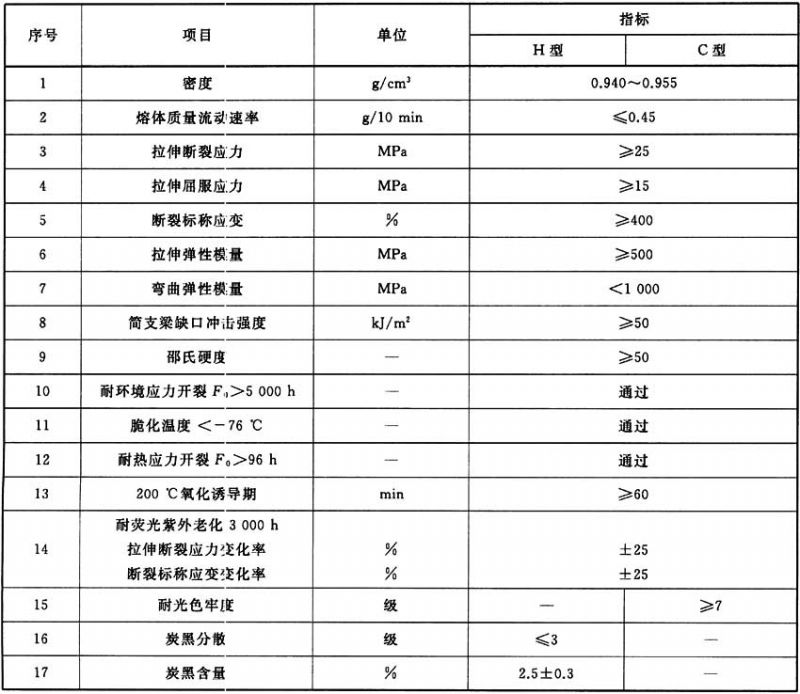 序号 项目 单位 指标
H型 C型
1 密度 g/cm³ 0.940～0.955
2 熔体质量流动速率 g/10 min ≤0.45
3 拉伸断裂应力 MPa ≥25
4 拉伸屈服应力 MPa ≥15
5 断裂标称应变 % ≥400
6 拉伸弹性模量 MPa ≥500
7 弯曲弹性模量 MPa <1 000
8 简支梁缺口冲击强度 kJ/m² ≥50
9 邵氏硬度 — ≥50
10 耐环境应力开裂 F₀>5 000 h — 通过
11 脆化温度 <-76 ℃ — 通过
12 耐热应力开裂 F₀>96 h — 通过
13 200 ℃氧化诱导期 min ≥60
耐荧光紫外老化 3 000 h
14 拉伸断裂应力变化率 % ±25
断裂标称应变变化率 % ±25
15 耐光色牢度 级 — ≥7
16 炭黑分散 级 ≤3 —
17 炭黑含量 % 2.5±0.3 —